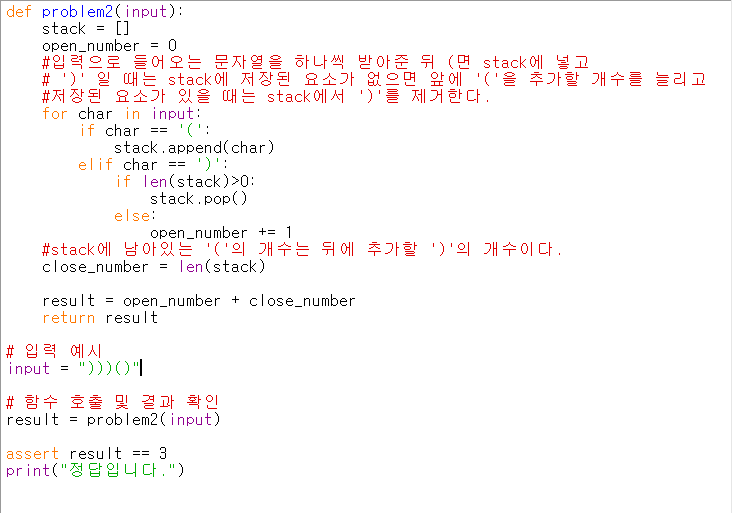 def problem2(input):
    stack = []
    open_number = 0
    #입력으로 들어오는 문자열을 하나씩 받아준 뒤 (면 stack에 넣고
    # ')' 일 때는 stack에 저장된 요소가 없으면 앞에 '('을 추가할 개수를 늘리고
    #저장된 요소가 있을 때는 stack에서 ')'를 제거한다.
    for char in input:
        if char == '(':
            stack.append(char)
        elif char == ')':
            if len(stack)>0:
                stack.pop()
            else:
                open_number += 1
    #stack에 남아있는 '('의 개수는 뒤에 추가할 ')'의 개수이다.
    close_number = len(stack)

    result = open_number + close_number
    return result

# 입력 예시
input = ")))()"

# 함수 호출 및 결과 확인
result = problem2(input)

assert result == 3
print("정답입니다.")